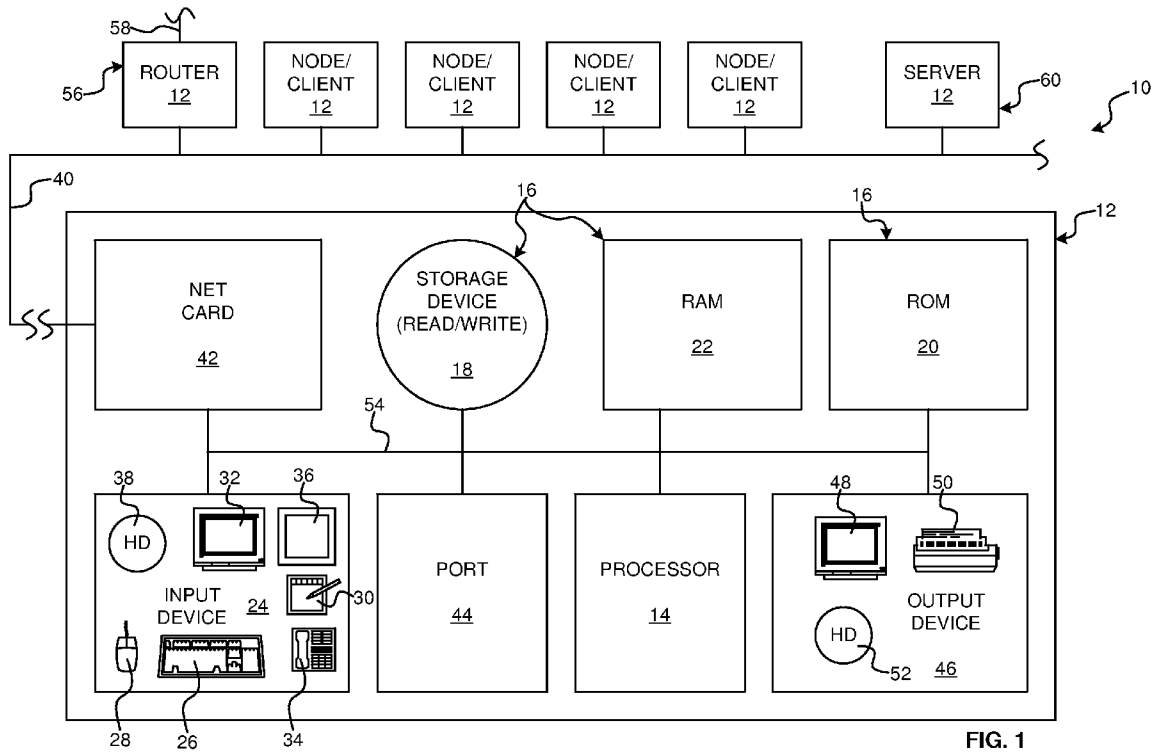 58
ROUTER
12
56
NODE/
CLIENT
12
NODE/
CLIENT
12
NODE/
CLIENT
12
NODE/
CLIENT
12
SERVER
12
60
10
40
16
16
12
NET
CARD
42
STORAGE
DEVICE
(READ/WRITE)
18
RAM
22
ROM
20
54
38
32
36
HD
INPUT
DEVICE
24
30
28
26
34
PORT
44
PROCESSOR
14
48
50
OUTPUT
DEVICE
46
HD
52
FIG. 1